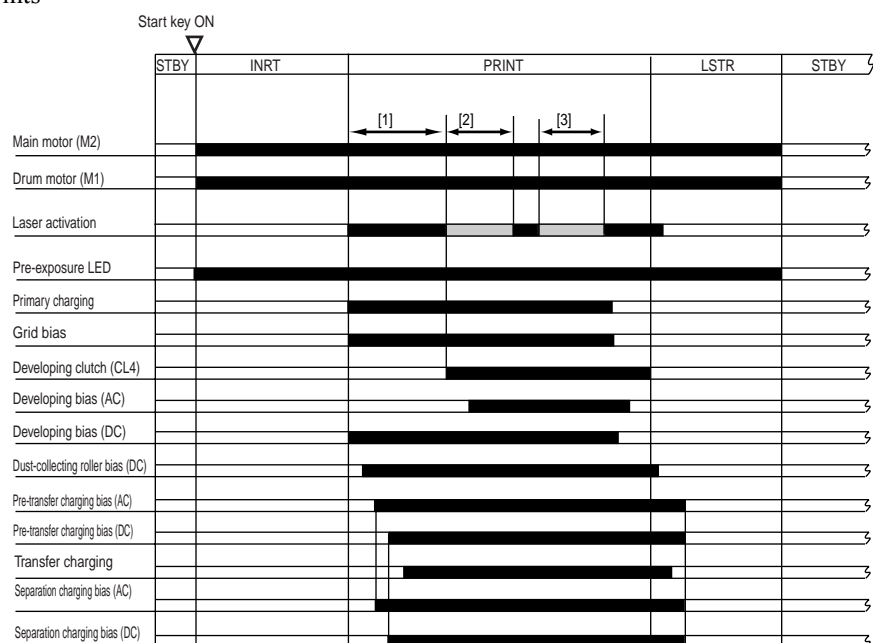 Start key ON
STBY INRT PRINT LSTR STBY
[1] [2] [3]
Main motor (M2)
Drum motor (M1)
Laser activation
Pre-exposure LED
Primary charging
Grid bias
Developing clutch (CL4)
Developing bias (AC)
Developing bias (DC)
Dust-collecting roller bias (DC)
Pre-transfer charging bias (AC)
Pre-transfer charging bias (DC)
Transfer charging
Separation charging bias (AC)
Separation charging bias (DC)